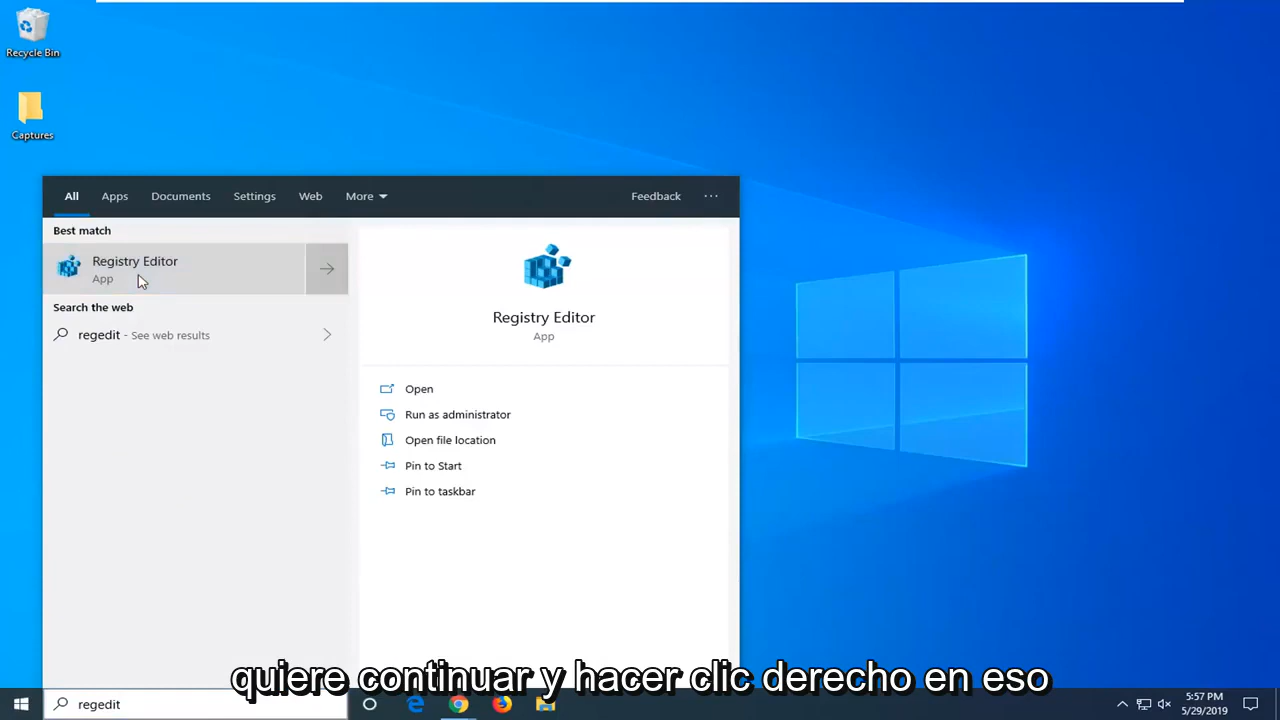 Recycle Bin
Captures
All Apps Documents Settings Web More Feedback ...
Best match
Registry Editor
App
Search the web
regedit - See web results
Registry Editor
App
Open
Run as administrator
Open file location
Pin to Start
Pin to taskbar
quiere continuar y hacer clic derecho en eso
regedit
5:57 PM
5/29/2019